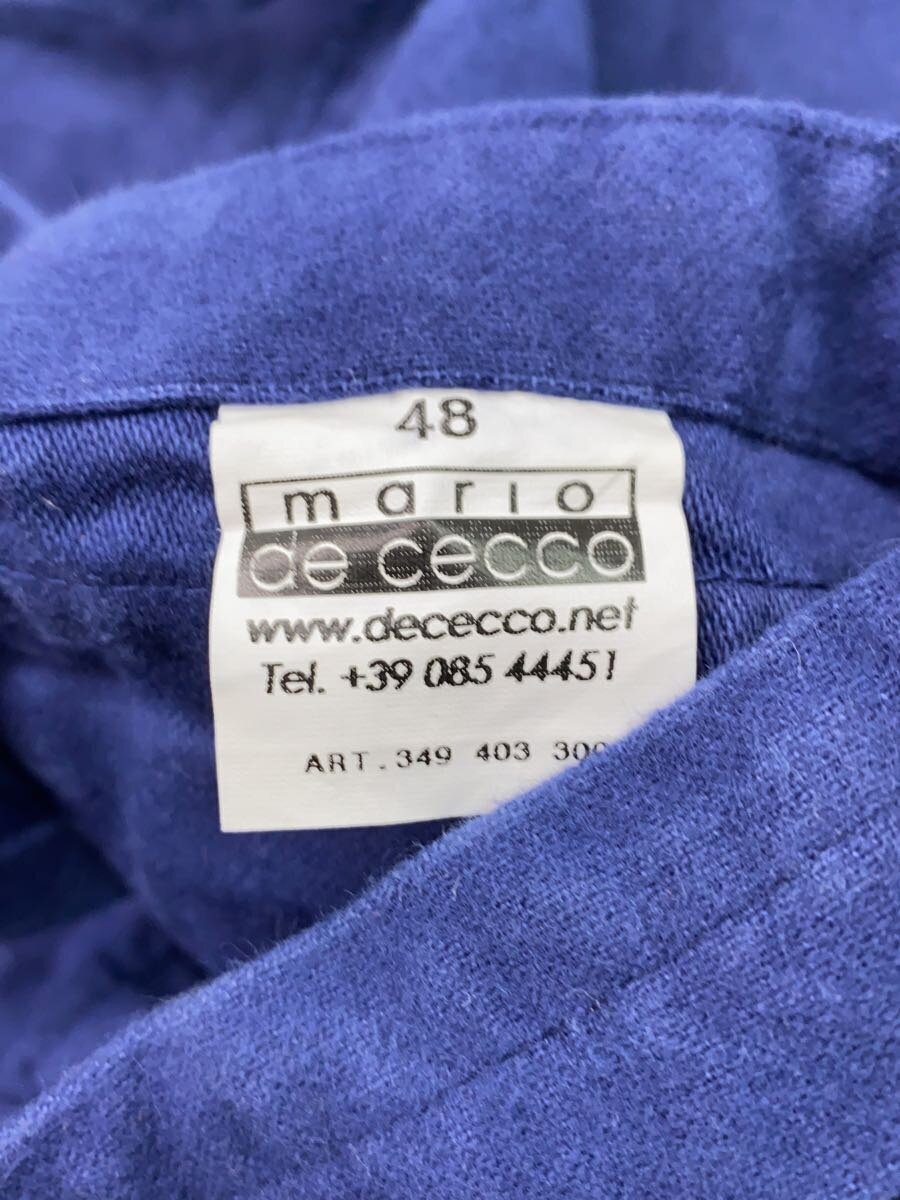 48
mario
de cecco
www.dececco.net
Tel. +39 085 44451
ART.349 403 300